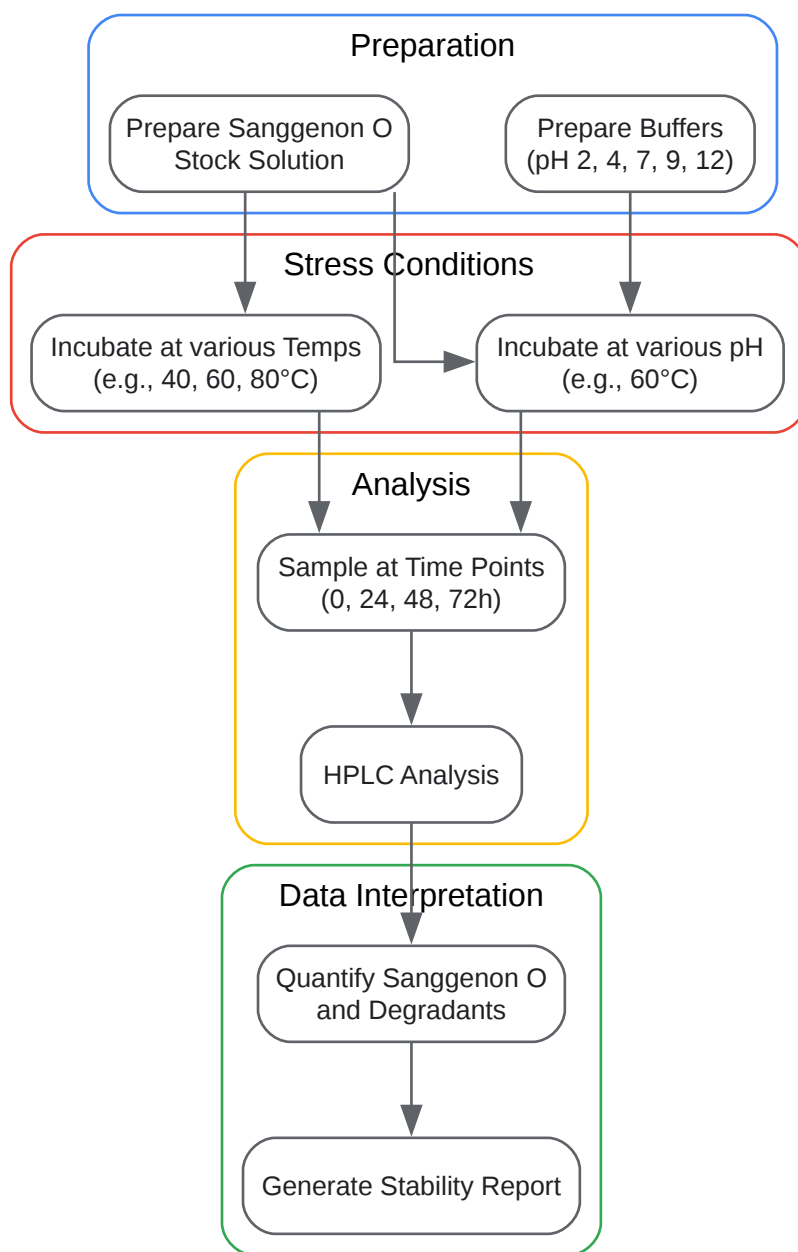 Preparation
Prepare Sanggenon O
Stock Solution
Prepare Buffers
(pH 2, 4, 7, 9, 12)
Stress Conditions
Incubate at various Temps
(e.g., 40, 60, 80°C)
Incubate at various pH
(e.g., 60°C)
Analysis
Sample at Time Points
(0, 24, 48, 72h)
HPLC Analysis
Data Interpretation
Quantify Sanggenon O
and Degradants
Generate Stability Report